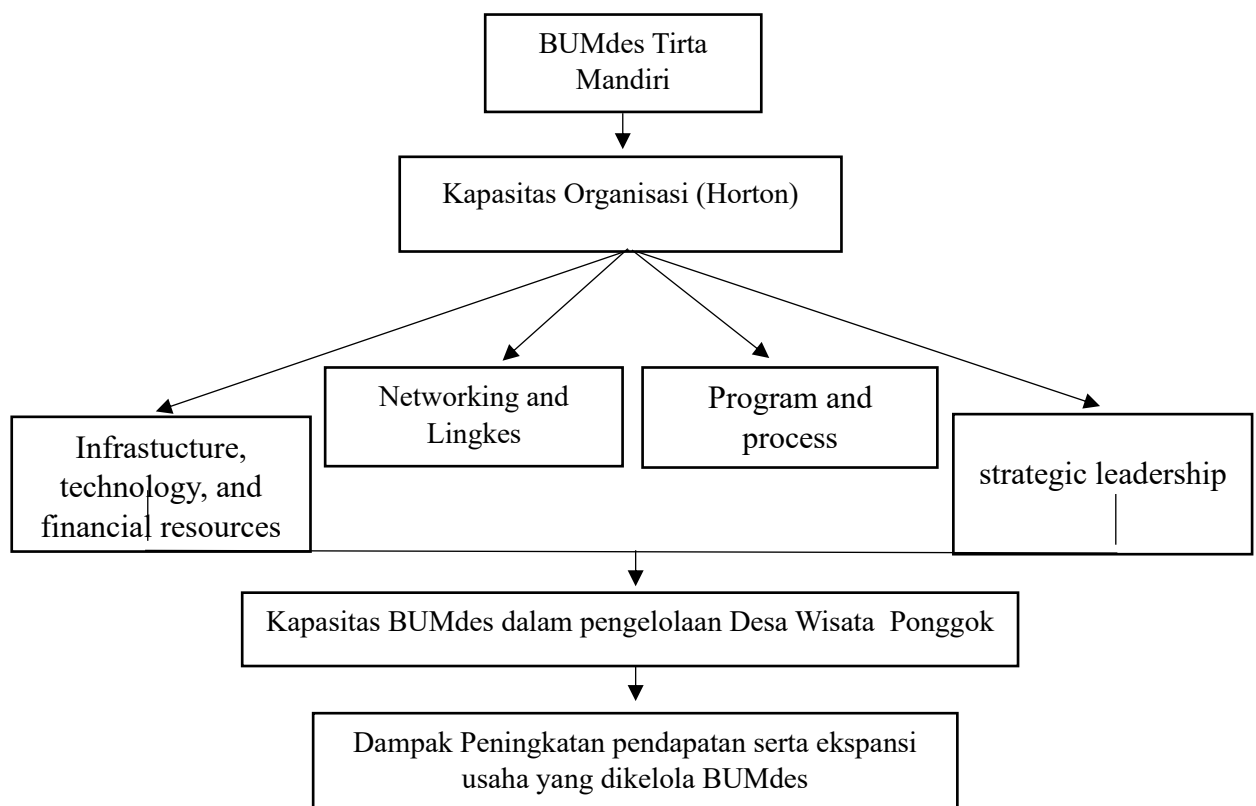 BUMdes Tirta
Mandiri
Kapasitas Organisasi (Horton)
Infrastucture,
technology, and
financial resources
Networking and
Lingkes
Program and
process
strategic leadership
Kapasitas BUMdes dalam pengelolaan Desa Wisata Ponggok
Dampak Peningkatan pendapatan serta ekspansi
usaha yang dikelola BUMdes